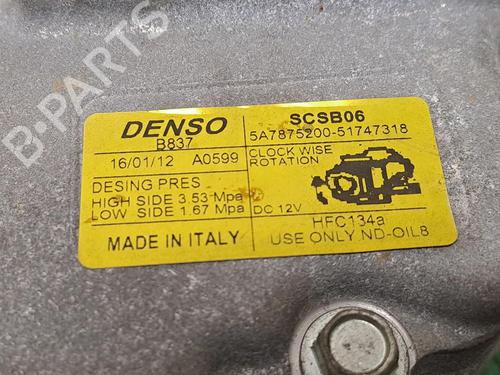 B-PARTS
DENSO
B837
16/01/12 A0599
DESING PRES
HIGH SIDE 3.53 Mpa
LOW SIDE 1.67 Mpa
MADE IN ITALY
SCSB06
5A7875200-51747318
CLOCK WISE
ROTATION
DC 12V
HFC134a
USE ONLY ND-OIL8